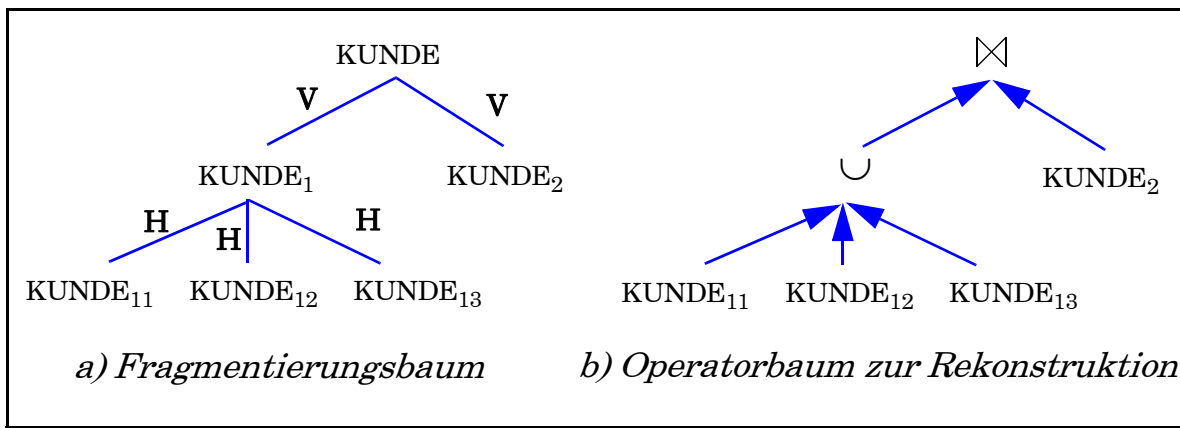 KUNDE ⋈
V V
KUNDE₁ KUNDE₂ ∪ KUNDE₂
H H H
KUNDE₁₁ KUNDE₁₂ KUNDE₁₃ KUNDE₁₁ KUNDE₁₂ KUNDE₁₃
a) Fragmentierungsbaum b) Operatorbaum zur Rekonstruktion